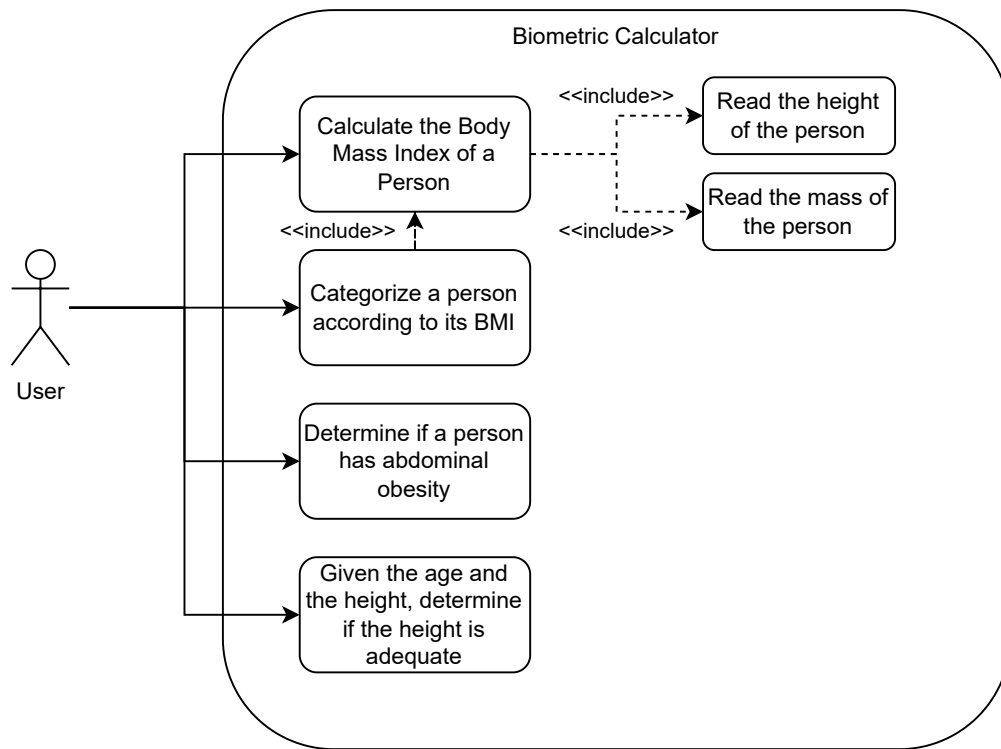 Biometric Calculator
Calculate the Body
Mass Index of a
Person
<<include>>
Read the height
of the person
Read the mass of
the person
<<include>>
<<include>>
Categorize a person
according to its BMI
User
Determine if a person
has abdominal
obesity
Given the age and
the height, determine
if the height is
adequate